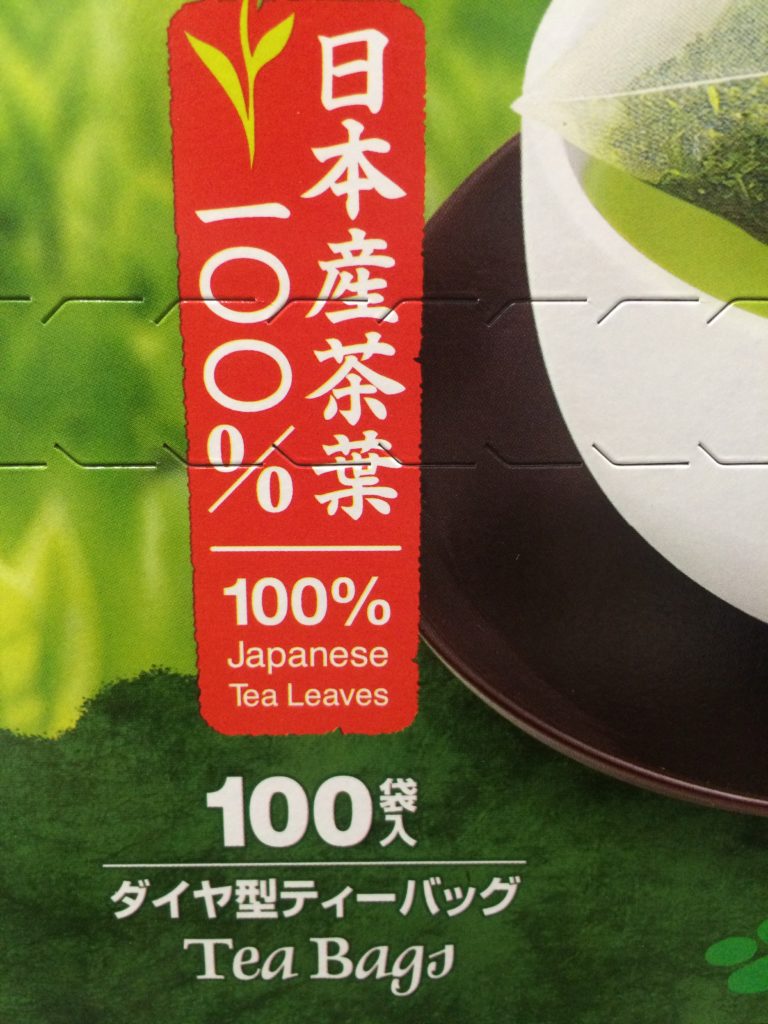 日本産茶葉
一〇〇%
100%
Japanese
Tea Leaves
100袋入
ダイヤ型ティーバッグ
Tea Bags